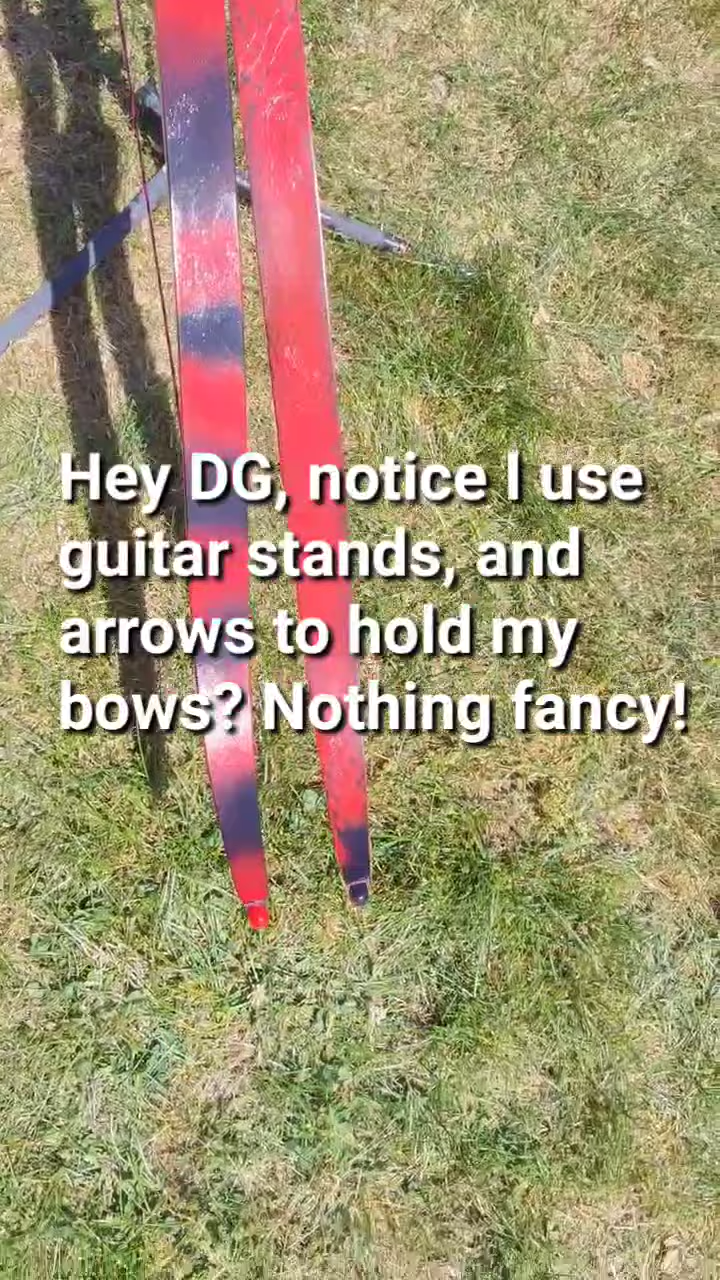 Hey DG, notice I use
guitar stands, and
arrows to hold my
bows? Nothing fancy!